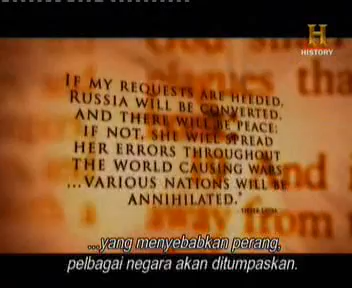 H
HISTORY
IF MY REQUESTS ARE HEEDED,
RUSSIA WILL BE CONVERTED,
AND THERE WILL BE PEACE;
IF NOT, SHE WILL SPREAD
HER ERRORS THROUGHOUT
THE WORLD CAUSING WARS
...VARIOUS NATIONS WILL BE
ANNIHILATED."
...yang menyebabkan perang,
pelbagai negara akan ditumpaskan.